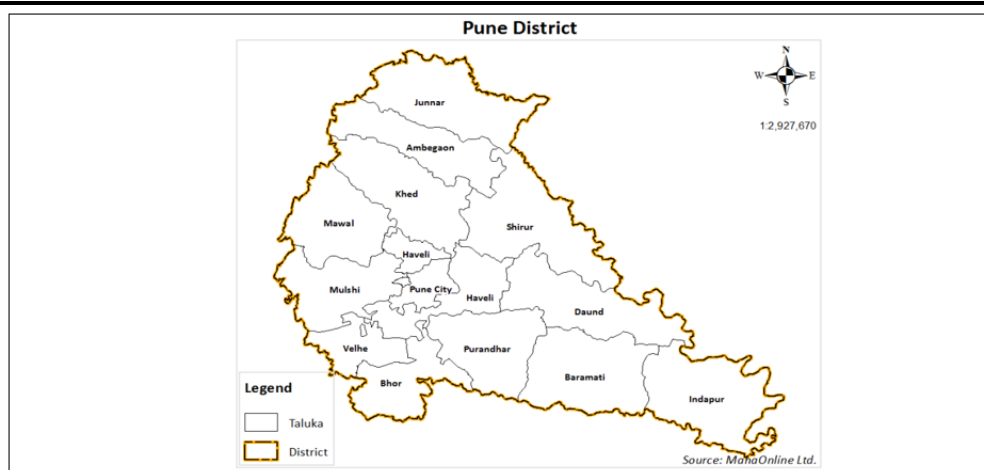 Pune District
N
W E
S
1:2,927,670
Junnar
Ambegaon
Khed
Mawal
Shirur
Haveli
Mulshi
Pune City
Haveli
Daund
Velhe
Purandhar
Bhor
Baramati
Indapur
Legend
Taluka
District
Source: MahaOnline Ltd.